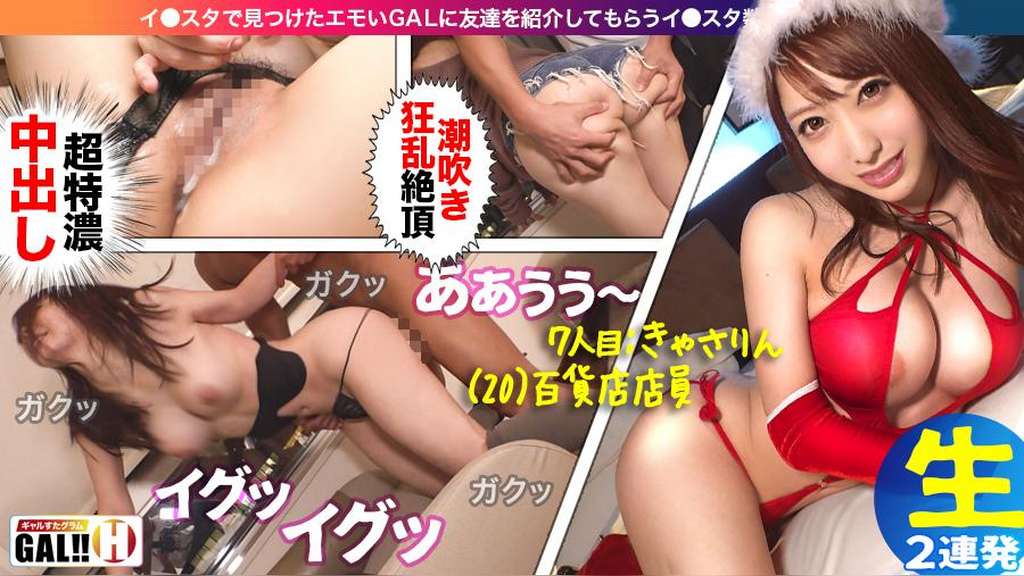 イ●スタで見つけたエモいGALに友達を紹介してもらうイ●スタ数
超特濃
中出し
潮吹き
狂乱絶頂
ガクッ
ああうう〜
7人目:きゃさりん
(20)百貨店店員
ガクッ
ガクッ
イグッ
イグッ
ギャルすたグラム
GAL!!H
生
2連発